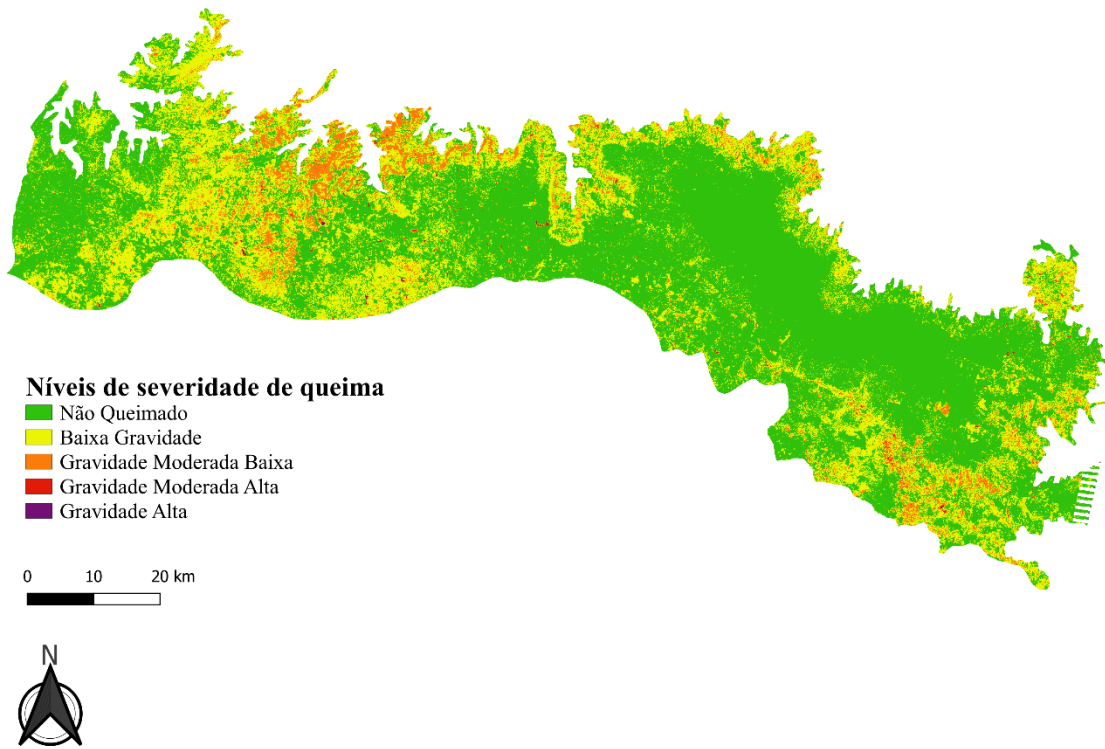 Níveis de severidade de queima
Não Queimado
Baixa Gravidade
Gravidade Moderada Baixa
Gravidade Moderada Alta
Gravidade Alta
0 10 20 km
N